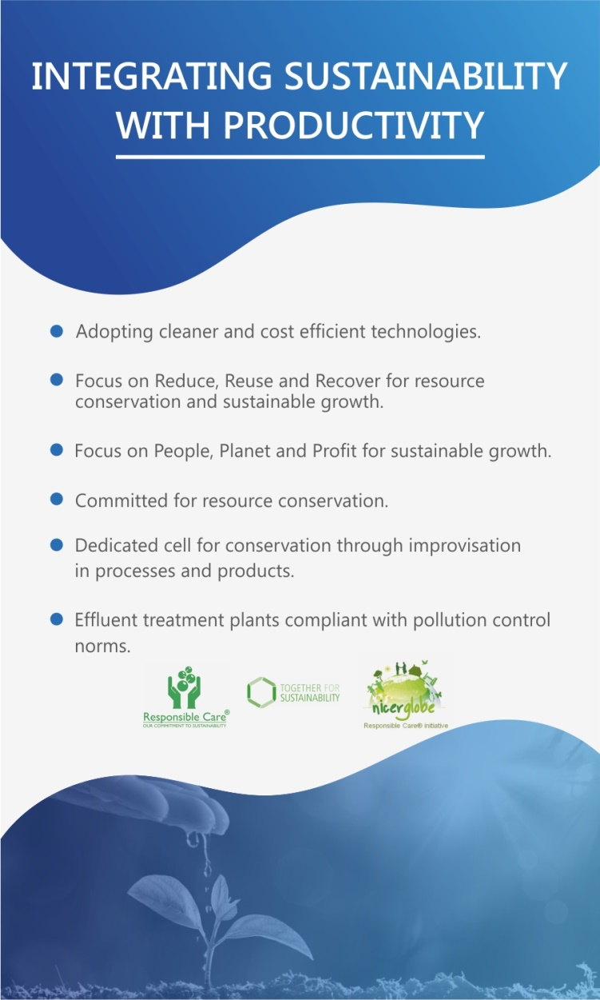 INTEGRATING SUSTAINABILITY
WITH PRODUCTIVITY
Adopting cleaner and cost efficient technologies.
Focus on Reduce, Reuse and Recover for resource
conservation and sustainable growth.
Focus on People, Planet and Profit for sustainable growth.
Committed for resource conservation.
Dedicated cell for conservation through improvisation
in processes and products.
Effluent treatment plants compliant with pollution control
norms.
Responsible Care®
OUR COMMITMENT TO SUSTAINABILITY
TOGETHER FOR
SUSTAINABILITY
nicerglobe
Responsible Care® initiative